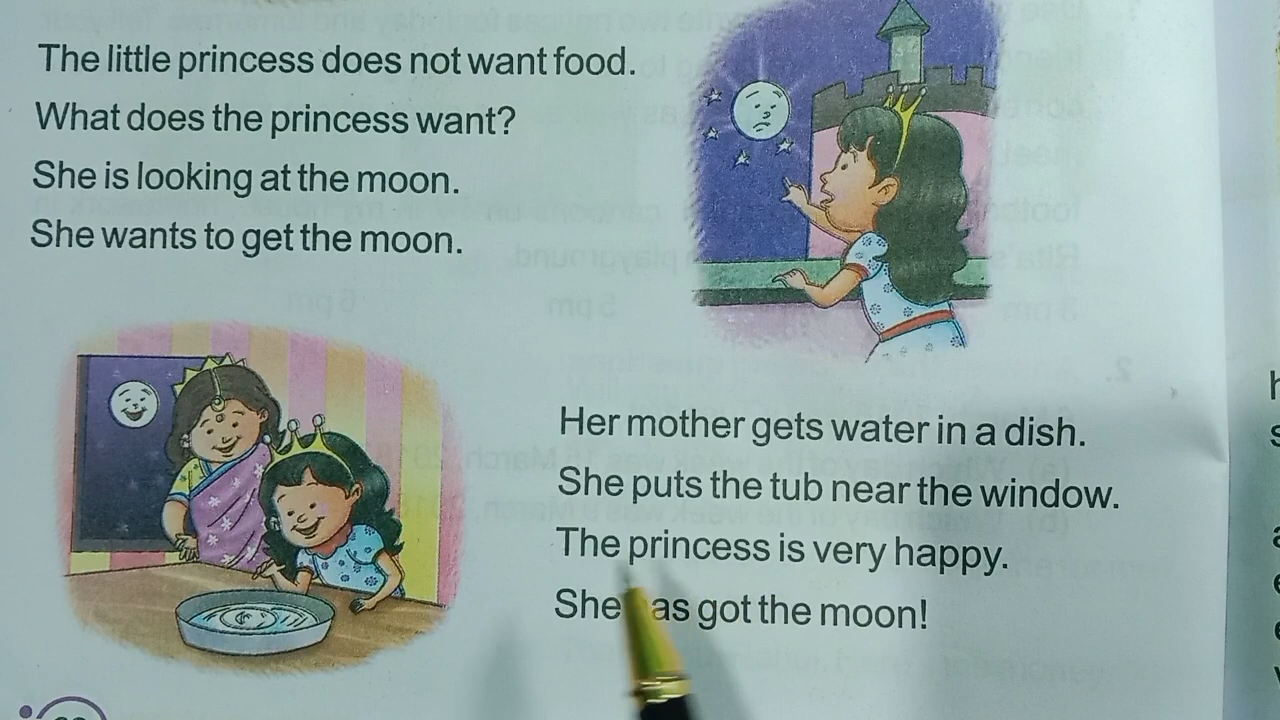 The little princess does not want food.
What does the princess want?
She is looking at the moon.
She wants to get the moon.
Her mother gets water in a dish.
She puts the tub near the window.
The princess is very happy.
She as got the moon!